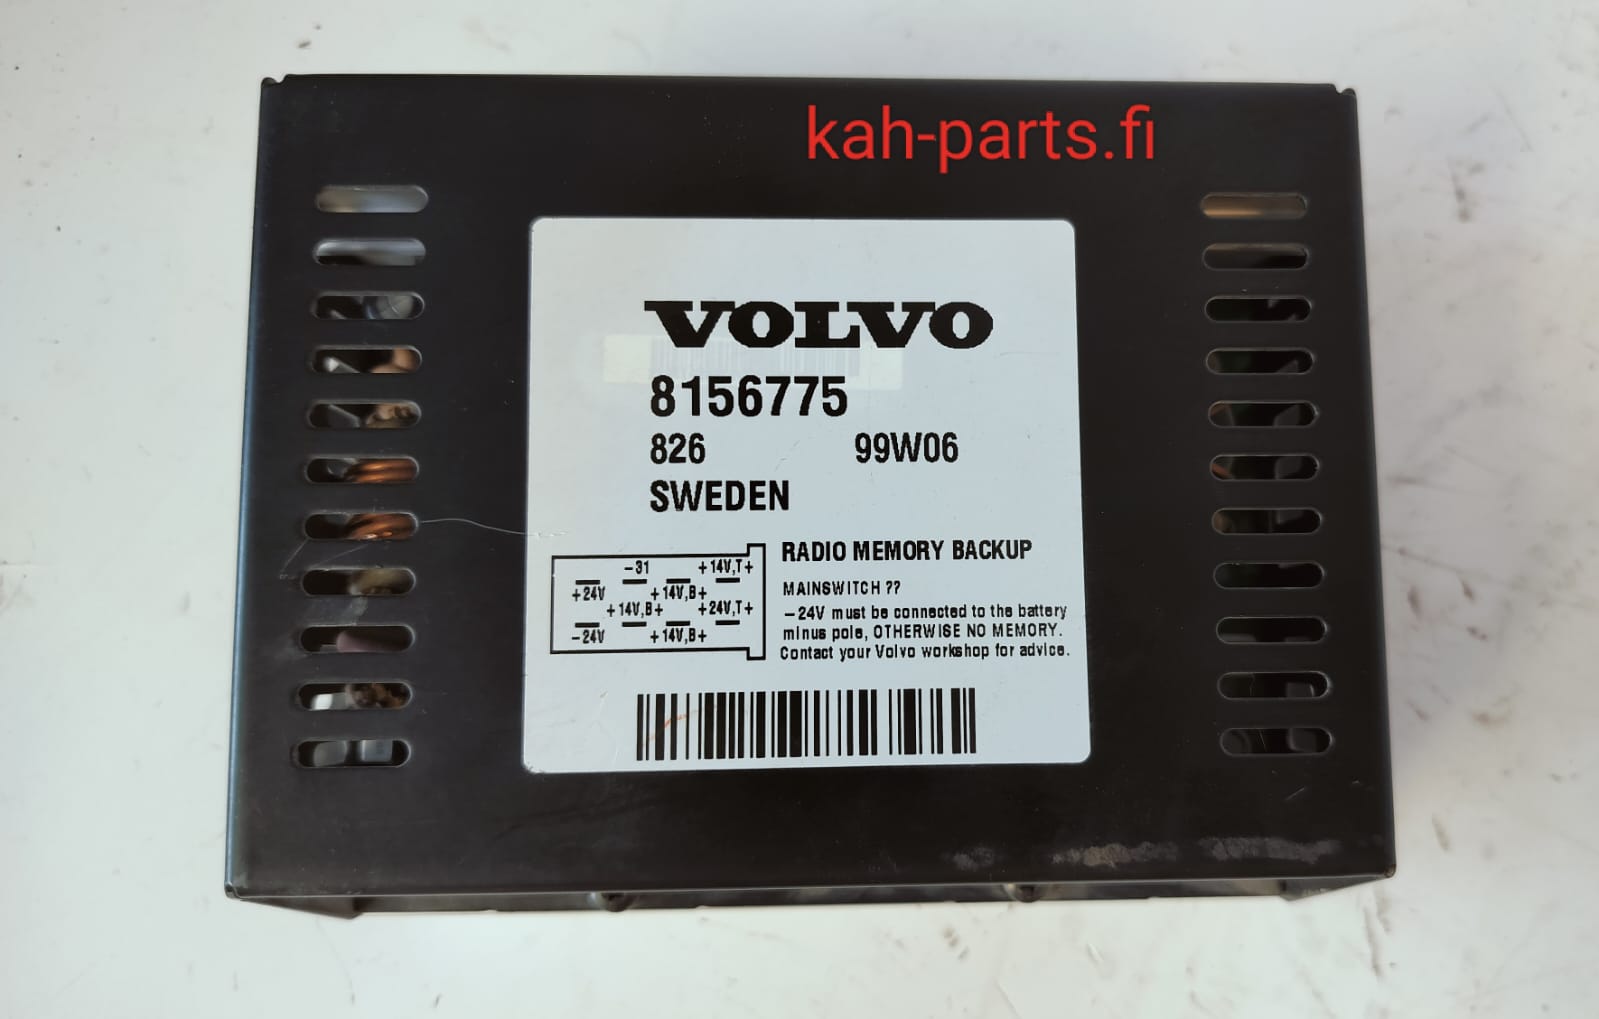 kah-parts.fi
VOLVO
8156775
826 99W06
SWEDEN
RADIO MEMORY BACKUP
MAINSWITCH ??
-24V must be connected to the battery
minus pole, OTHERWISE NO MEMORY.
Contact your Volvo workshop for advice.
-31 +14V,T+
+24V +14V,B+
+14V,B+ +24V,T+
-24V +14V,B+